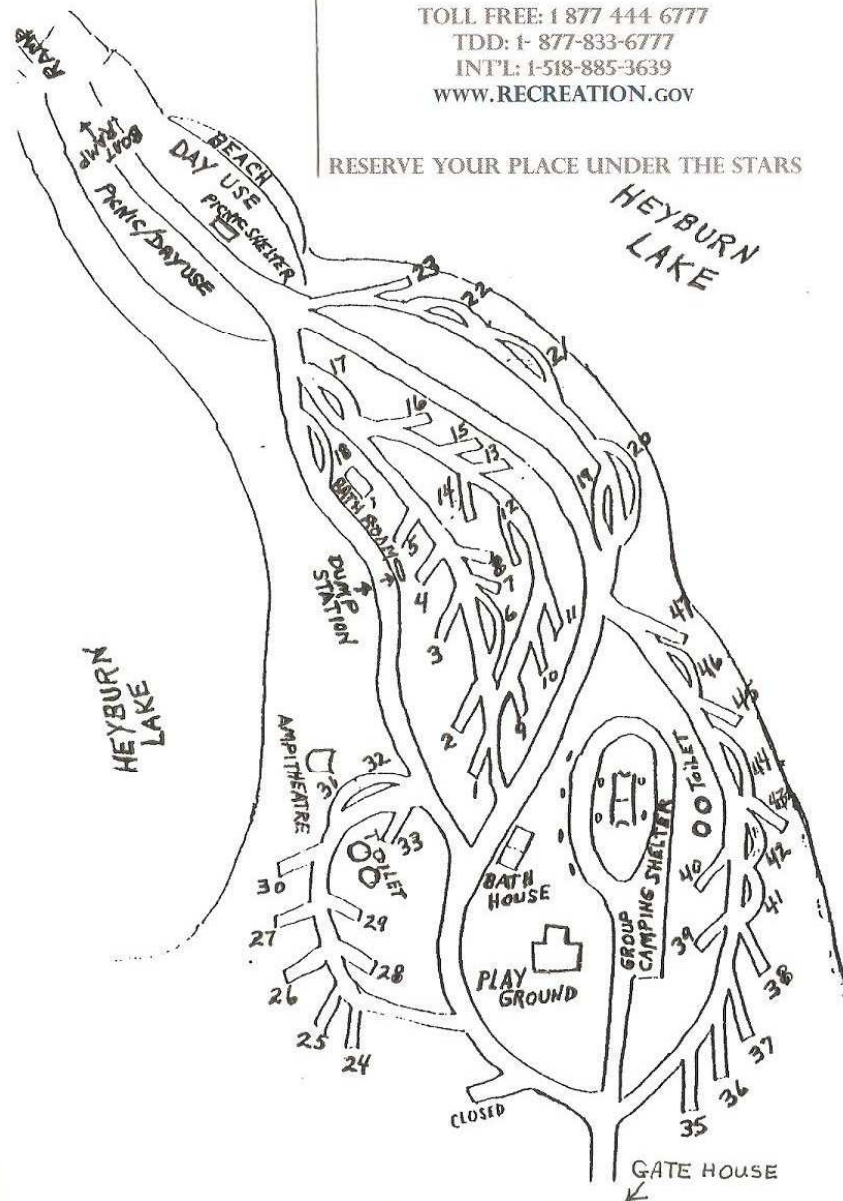 TOLL FREE: 1 877 444 6777
TDD: 1- 877-833-6777
INT'L: 1-518-885-3639
WWW.RECREATION.GOV
RESERVE YOUR PLACE UNDER THE STARS
RAMP
BOAT
RAMP
BEACH
DAY USE
PICNIC SHELTER
PICNIC/DAY USE
HEYBURN
LAKE
23
22
21
20
19
17
16
15
13
18
BATH ROOMS
14
12
5
4
7
6
3
11
10
9
2
1
DUMP
STATION
HEYBURN
LAKE
AMPITHEATRE
47
46
45
44
TOILET
42
41
40
39
38
37
36
35
32
31
33
TOILET
30
29
27
28
26
25
24
BATH
HOUSE
PLAY
GROUND
GROUP
CAMPING SHELTER
CLOSED
GATE HOUSE